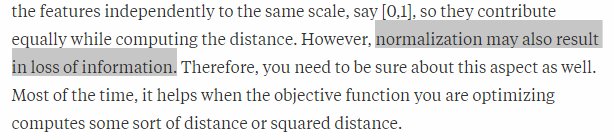 the features independently to the same scale, say [0,1], so they contribute
equally while computing the distance. However, normalization may also result
in loss of information. Therefore, you need to be sure about this aspect as well.
Most of the time, it helps when the objective function you are optimizing
computes some sort of distance or squared distance.